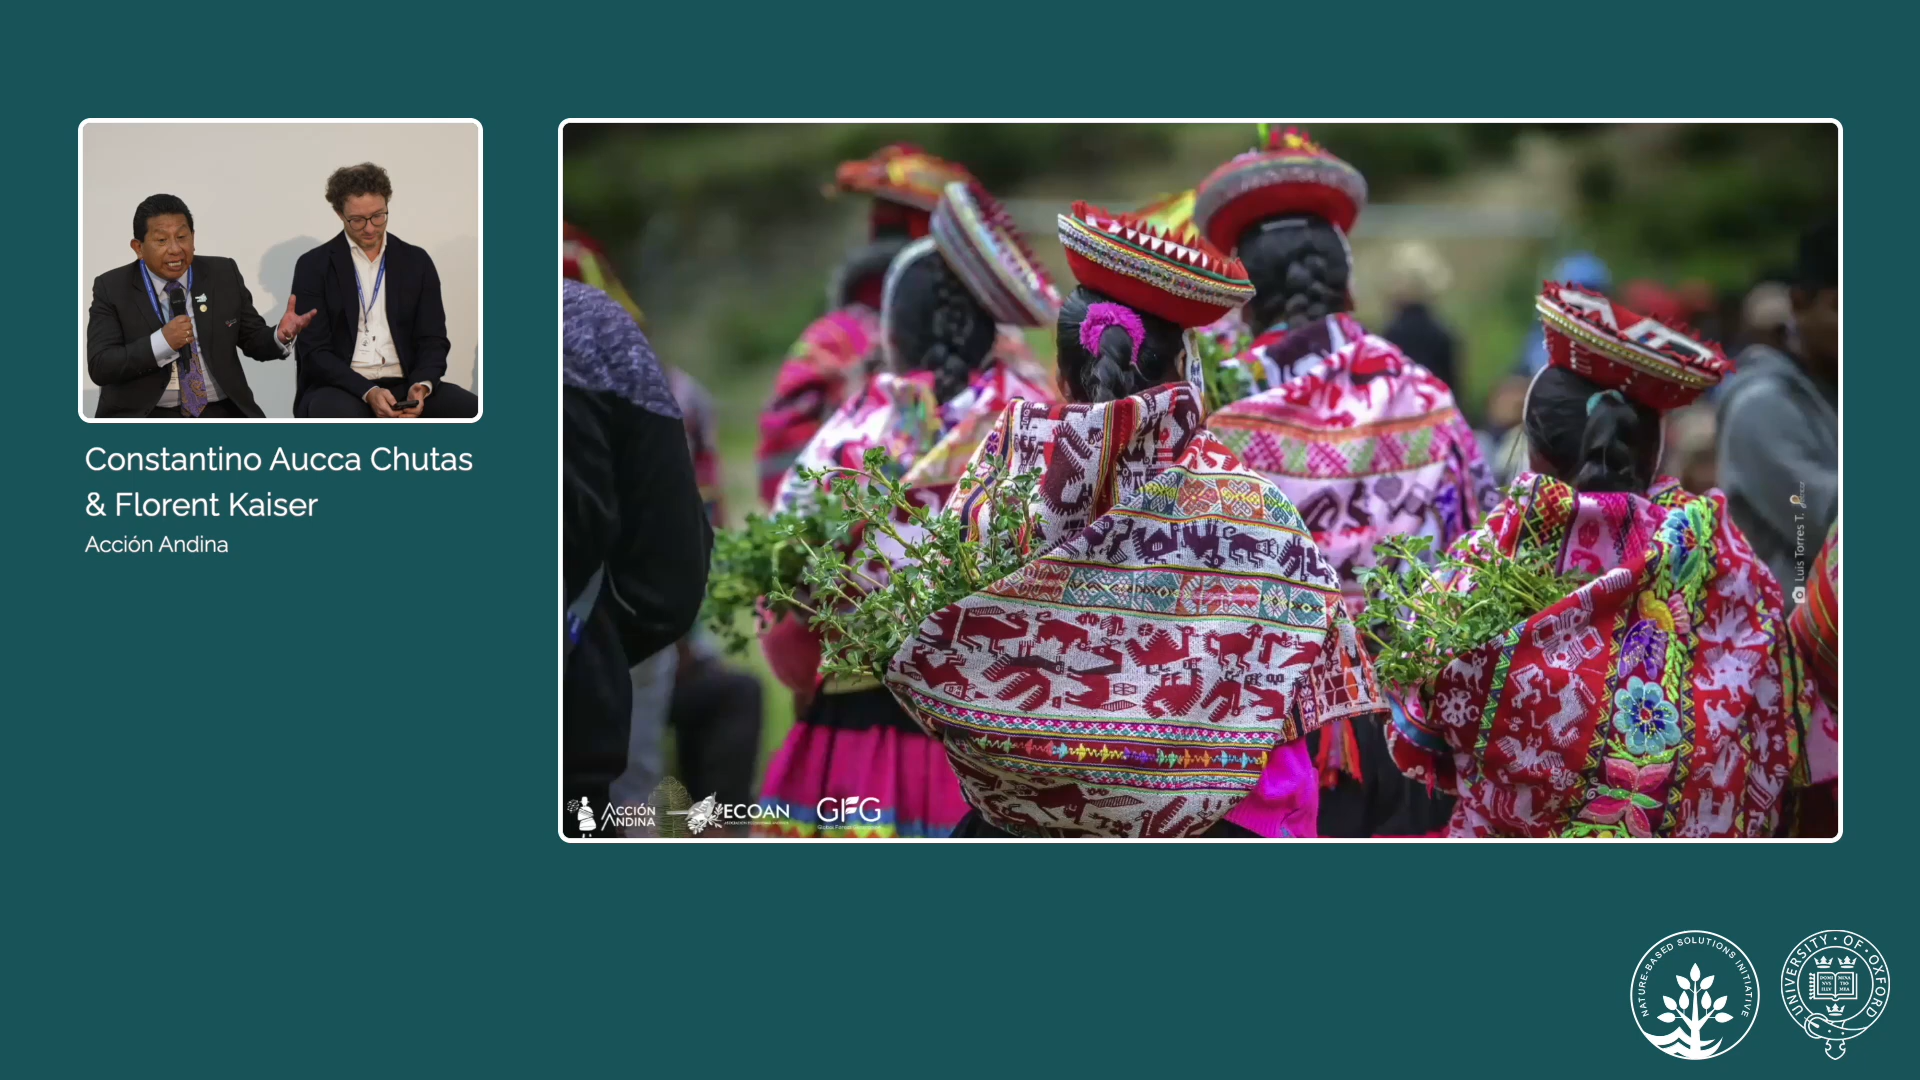 Constantino Aucca Chutas
& Florent Kaiser
Acción Andina
Luis Torres T.
ACCIÓN
ANDINA
ECOAN
GFG
NATURE-BASED SOLUTIONS INITIATIVE
UNIVERSITY · OF · OXFORD